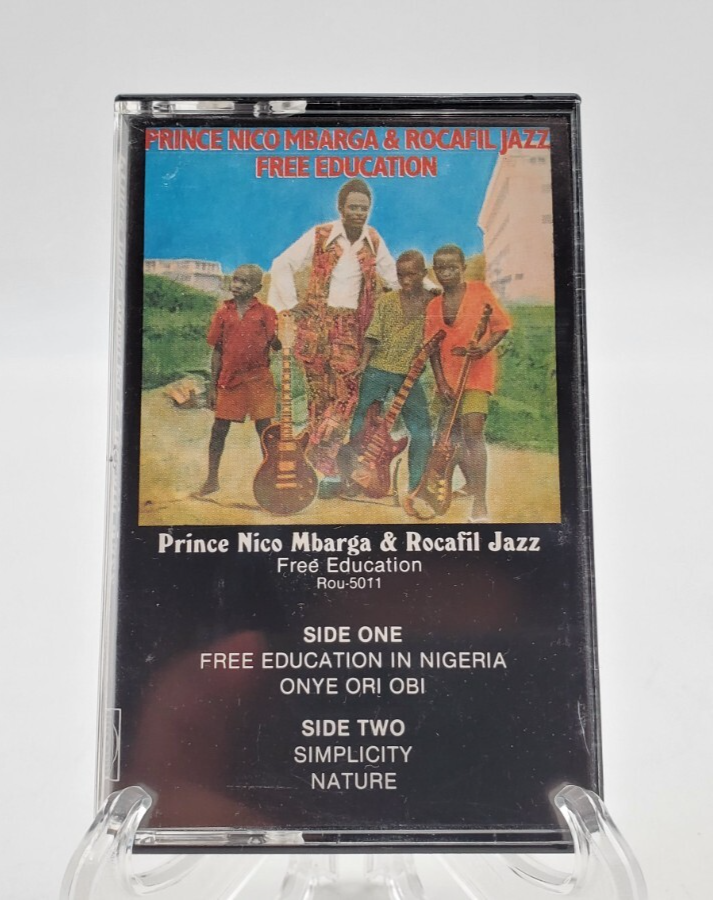 PRINCE NICO MBARGA & ROCAFIL JAZZ
FREE EDUCATION
Prince Nico Mbarga & Rocafil Jazz
Free Education
Rou-5011
SIDE ONE
FREE EDUCATION IN NIGERIA
ONYE ORI OBI
SIDE TWO
SIMPLICITY
NATURE